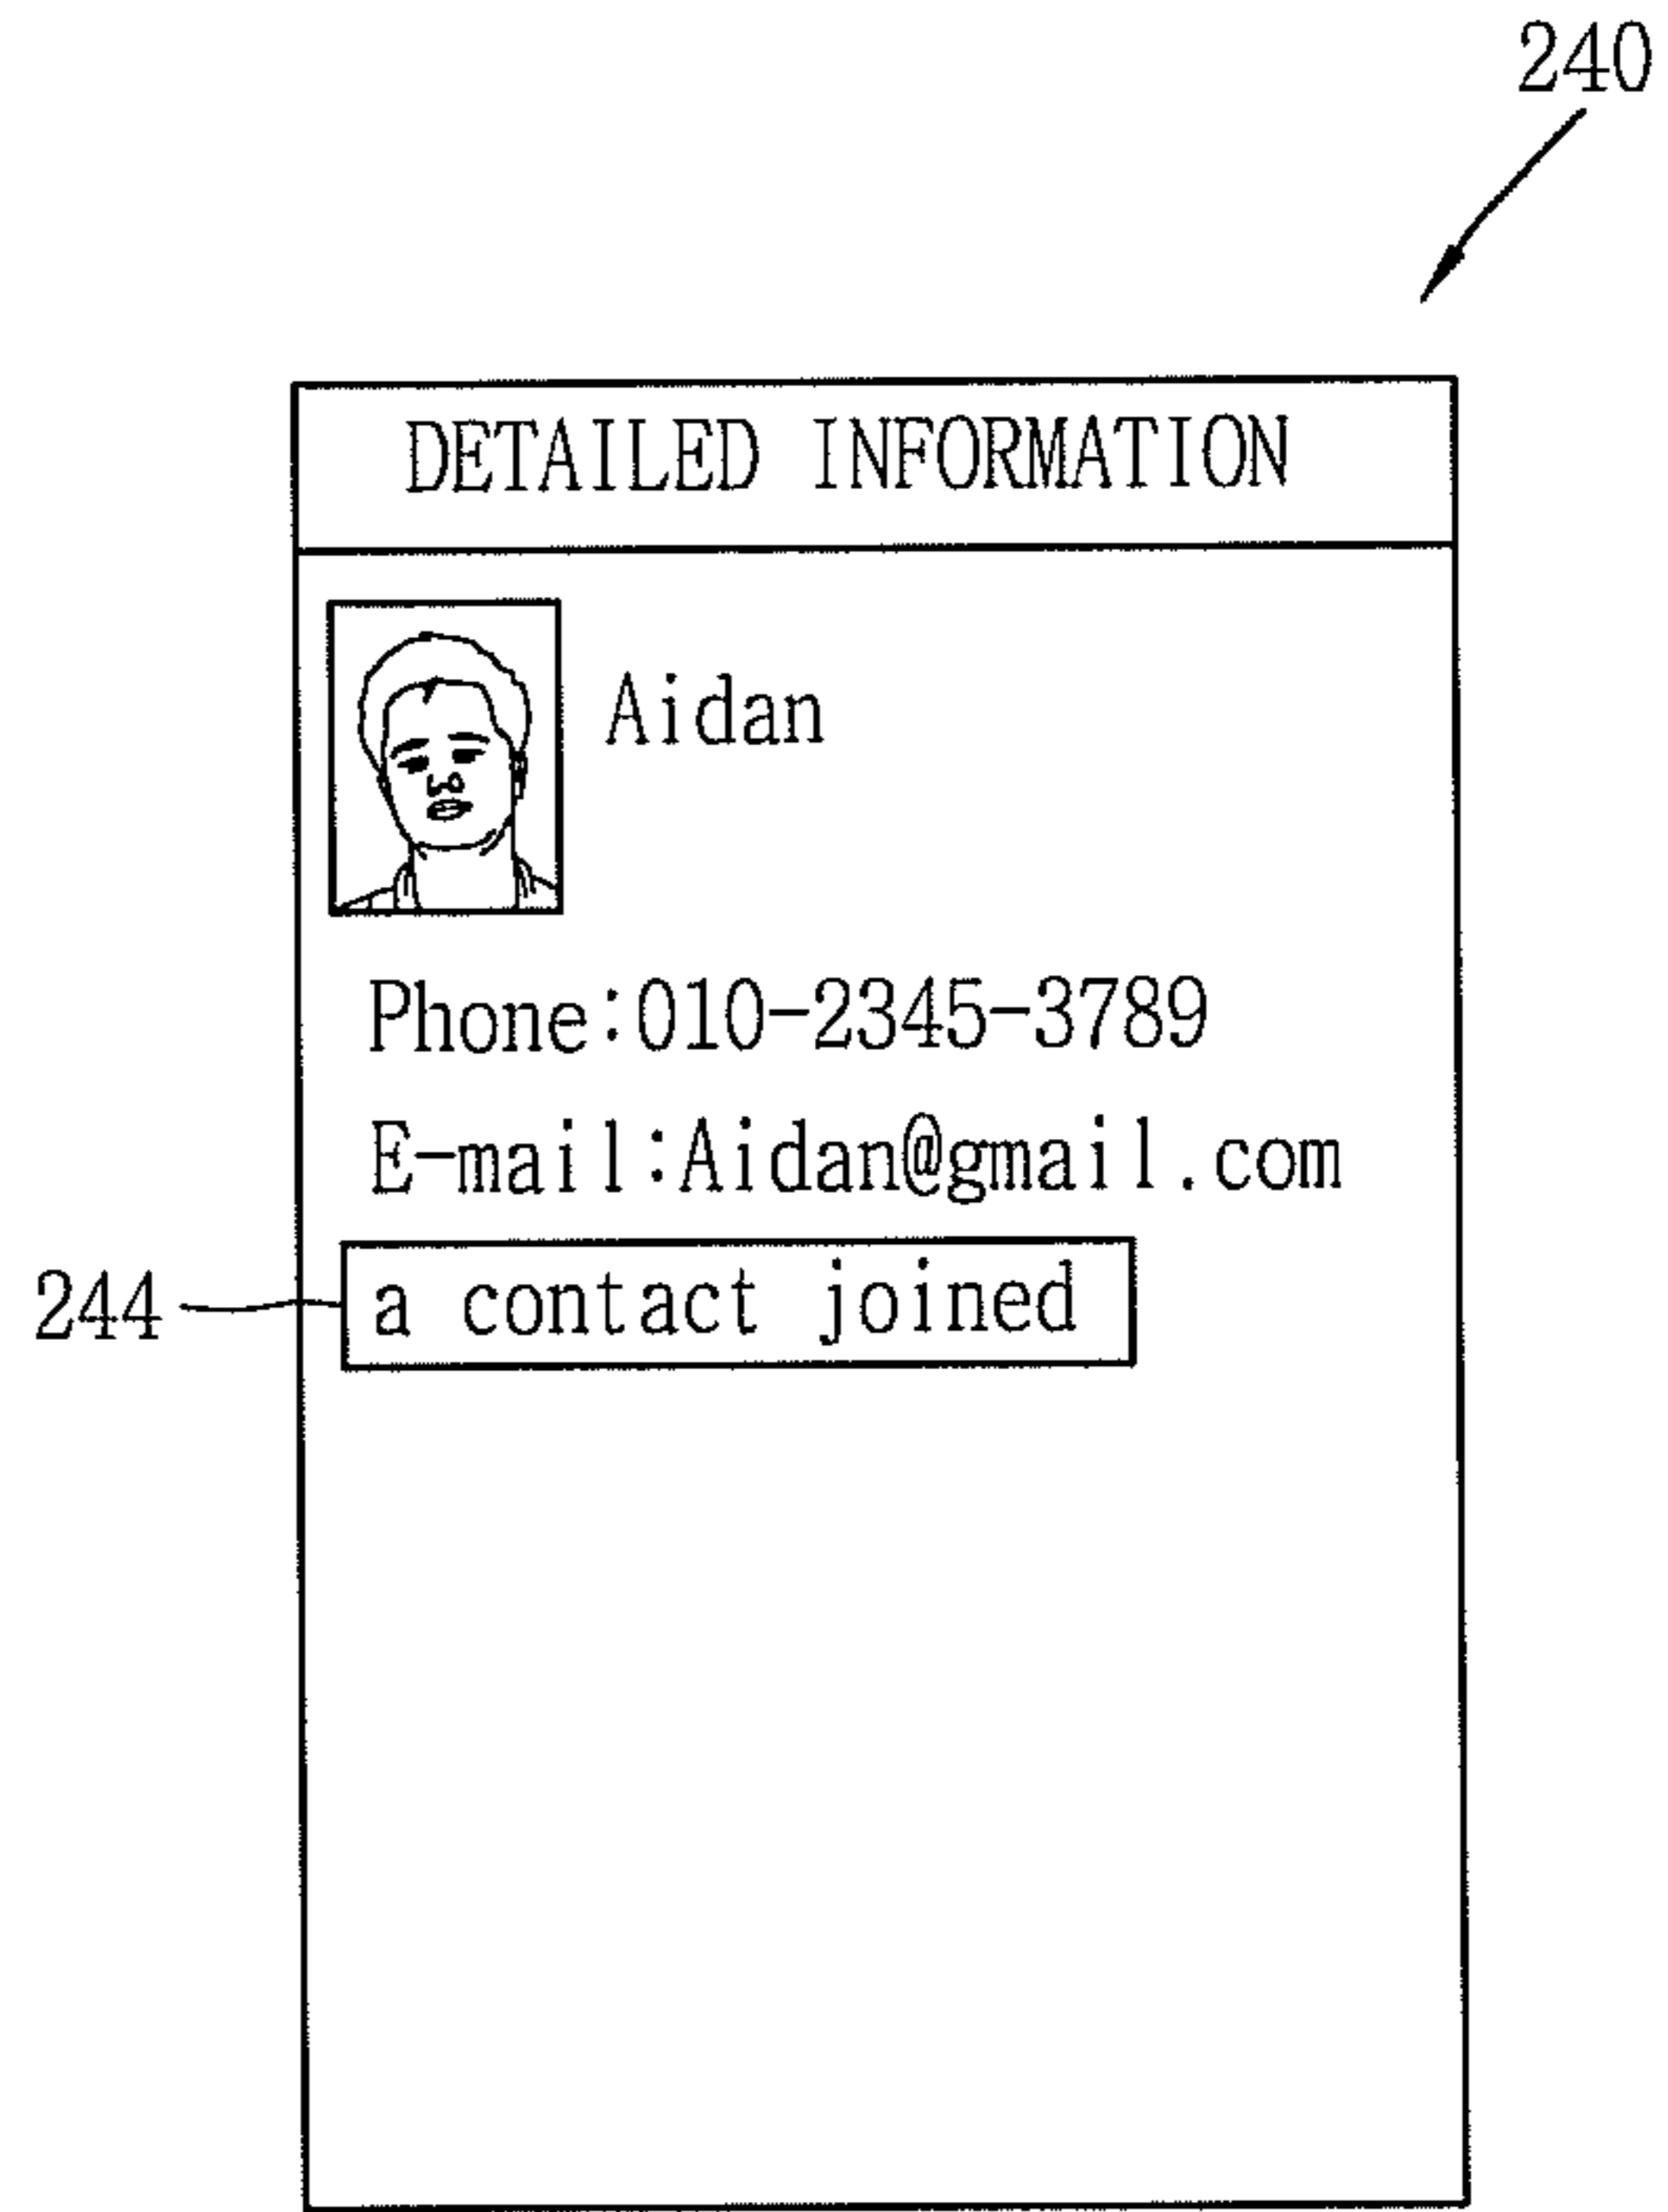 240
DETAILED INFORMATION
Aidan
Phone:010-2345-3789
E-mail:Aidan@gmail.com
244
a contact joined